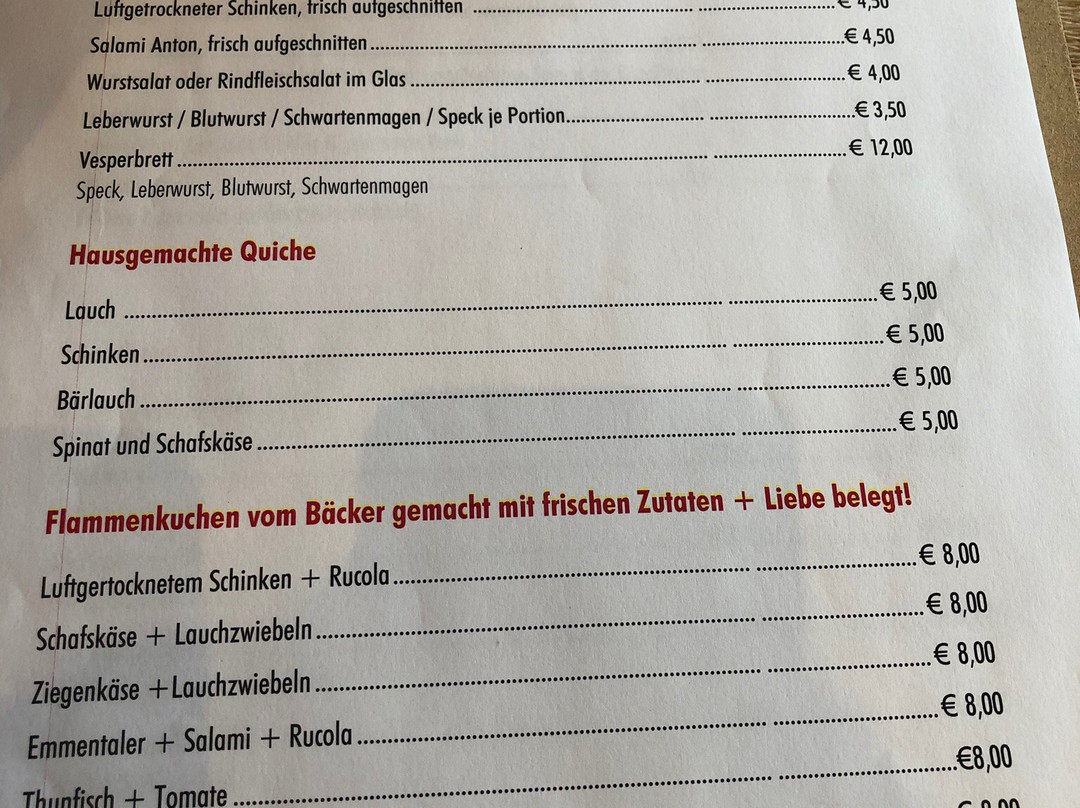 Luftgetrockneter Schinken, frisch aufgeschnitten ........ € 4,50
Salami Anton, frisch aufgeschnitten ........ € 4,50
Wurstsalat oder Rindfleischsalat im Glas ........ € 4,00
Leberwurst / Blutwurst / Schwartenmagen / Speck je Portion ........ € 3,50
Vesperbrett ........ € 12,00
Speck, Leberwurst, Blutwurst, Schwartenmagen
Hausgemachte Quiche
Lauch ........ € 5,00
Schinken ........ € 5,00
Bärlauch ........ € 5,00
Spinat und Schafskäse ........ € 5,00
Flammenkuchen vom Bäcker gemacht mit frischen Zutaten + Liebe belegt!
Luftgertocknetem Schinken + Rucola ........ € 8,00
Schafskäse + Lauchzwiebeln ........ € 8,00
Ziegenkäse +Lauchzwiebeln ........ € 8,00
Emmentaler + Salami + Rucola ........ € 8,00
Thunfisch + Tomate ........ €8,00